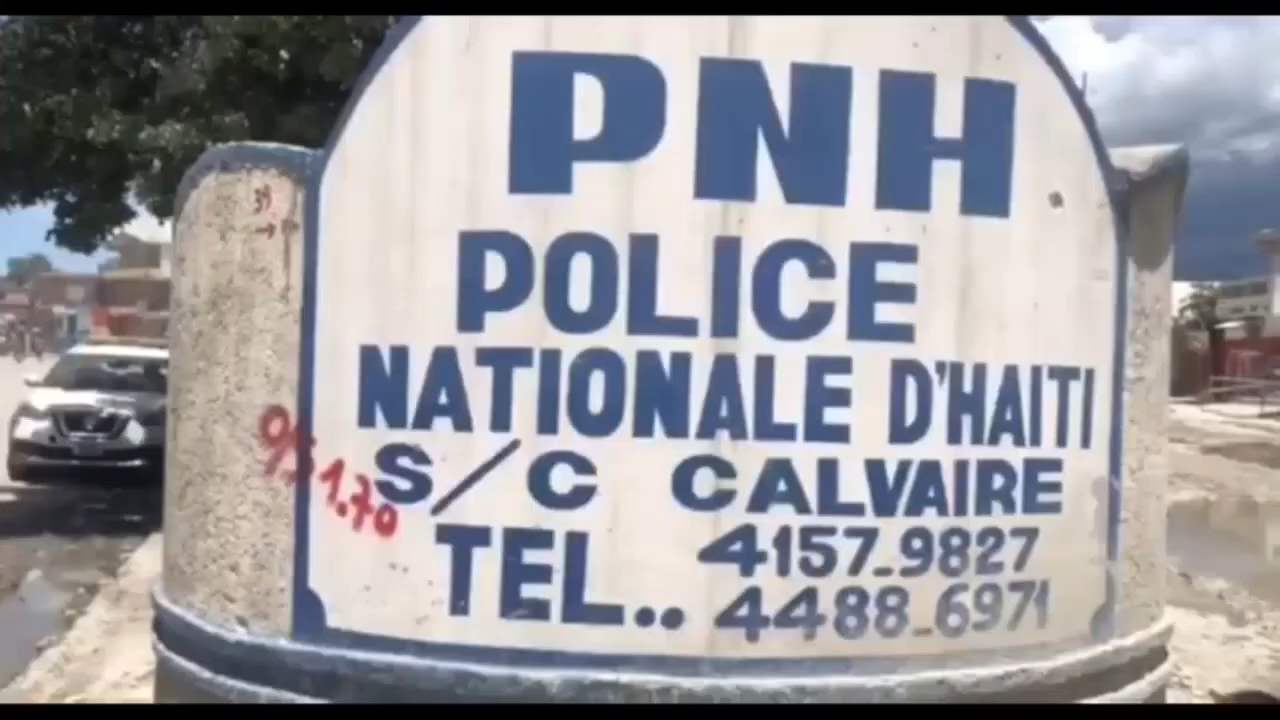 PNH
POLICE
NATIONALE D'HAITI
S/C CALVAIRE
TEL.. 4157-9827
4488-6971